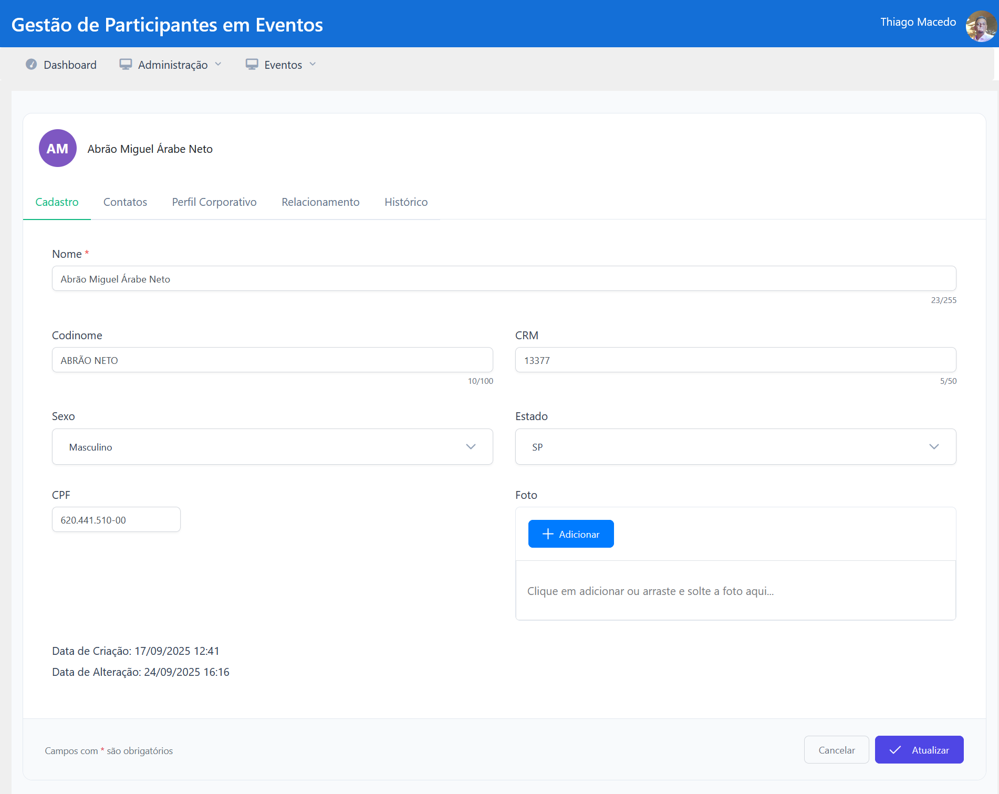 Gestão de Participantes em Eventos
Thiago Macedo
Dashboard
Administração
Eventos
AM
Abrão Miguel Árabe Neto
Cadastro
Contatos
Perfil Corporativo
Relacionamento
Histórico
Nome *
Abrão Miguel Árabe Neto
23/255
Codinome
CRM
ABRÃO NETO
13377
10/100
5/50
Sexo
Estado
Masculino
SP
CPF
Foto
620.441.510-00
Adicionar
Clique em adicionar ou arraste e solte a foto aqui...
Data de Criação: 17/09/2025 12:41
Data de Alteração: 24/09/2025 16:16
Campos com * são obrigatórios
Cancelar
Atualizar